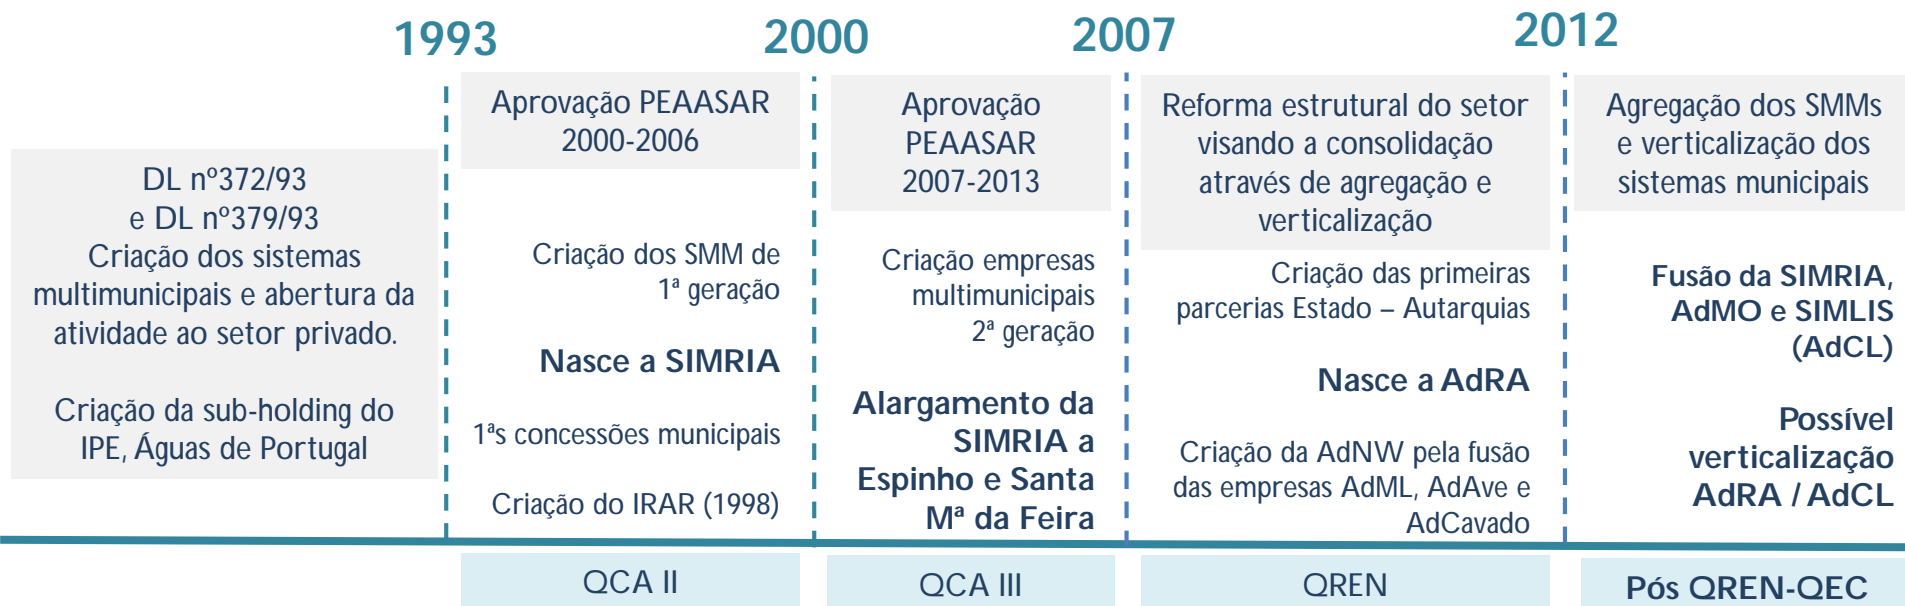 1993
2000
2007
2012
DL nº372/93
e DL nº379/93
Criação dos sistemas
multimunicipais e abertura da
atividade ao setor privado.
Criação da sub-holding do
IPE, Águas de Portugal
Aprovação PEAASAR
2000-2006
Criação dos SMM de
1ª geração
Nasce a SIMRIA
1ªs concessões municipais
Criação do IRAR (1998)
QCA II
Aprovação
PEAASAR
2007-2013
Criação empresas
multimunicipais
2ª geração
Alargamento da
SIMRIA a
Espinho e Santa
Mª da Feira
QCA III
Reforma estrutural do setor
visando a consolidação
através de agregação e
verticalização
Criação das primeiras
parcerias Estado – Autarquias
Nasce a AdRA
Criação da AdNW pela fusão
das empresas AdML, AdAve e
AdCavado
QREN
Agregação dos SMMs
e verticalização dos
sistemas municipais
Fusão da SIMRIA,
AdMO e SIMLIS
(AdCL)
Possível
verticalização
AdRA / AdCL
Pós QREN-QEC